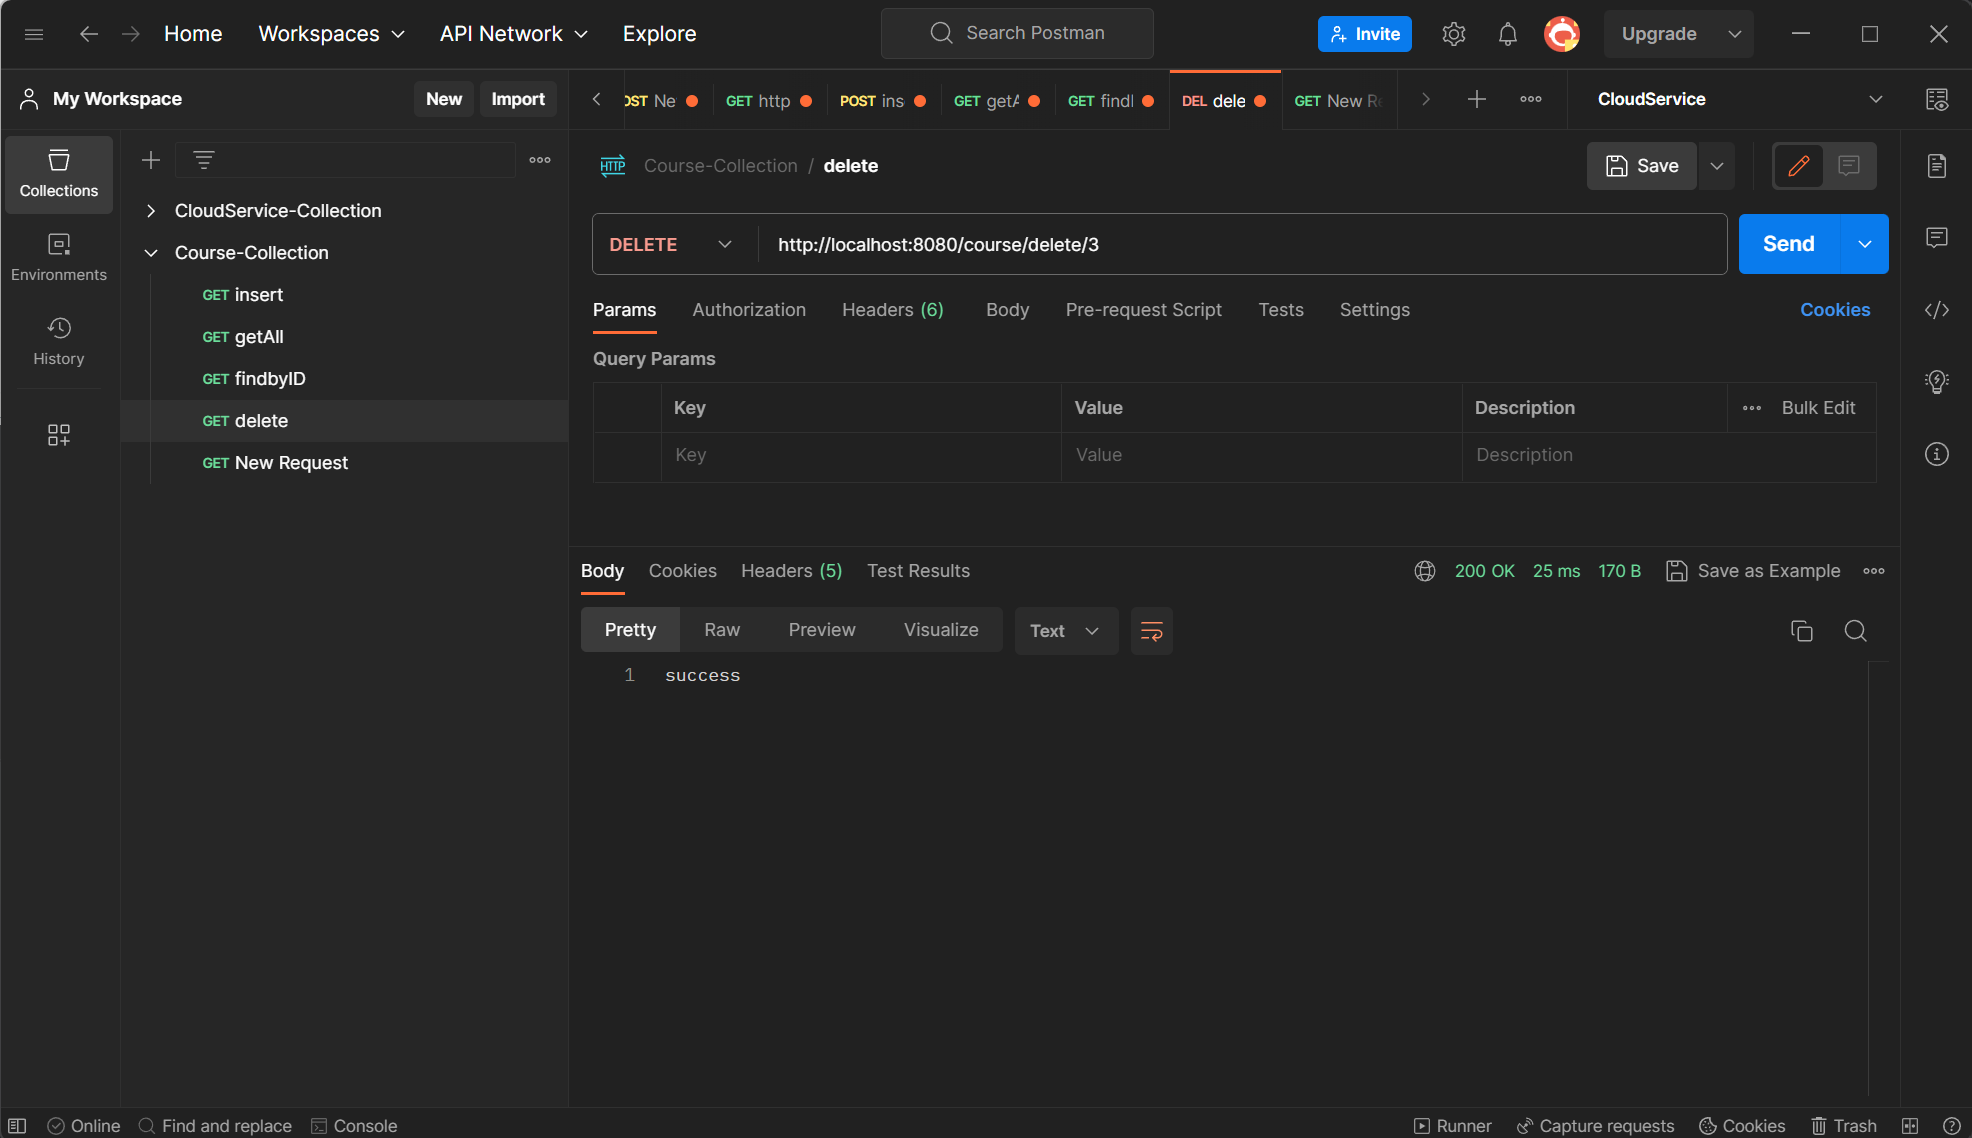 Home Workspaces API Network Explore Search Postman Invite Upgrade
My Workspace New Import
OST Ne GET http POST ins GET getA GET find DEL dele GET New Re CloudService
Collections
Environments
History
CloudService-Collection
Course-Collection
GET insert
GET getAll
GET findbyID
GET delete
GET New Request
HTTP Course-Collection / delete Save
DELETE http://localhost:8080/course/delete/3 Send
Params Authorization Headers (6) Body Pre-request Script Tests Settings Cookies
Query Params
Key Value Description Bulk Edit
Key Value Description
Body Cookies Headers (5) Test Results 200 OK 25 ms 170 B Save as Example
Pretty Raw Preview Visualize Text
1 success
Online Find and replace Console Runner Capture requests Cookies Trash